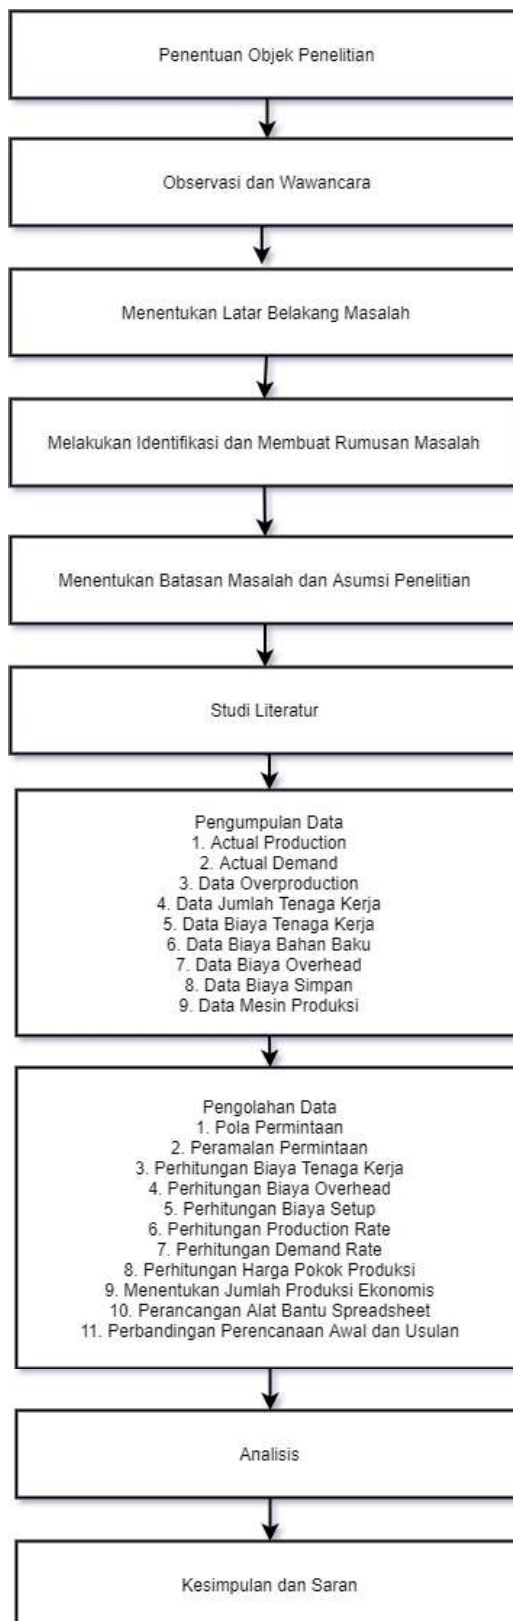 Penentuan Objek Penelitian
Observasi dan Wawancara
Menentukan Latar Belakang Masalah
Melakukan Identifikasi dan Membuat Rumusan Masalah
Menentukan Batasan Masalah dan Asumsi Penelitian
Studi Literatur
Pengumpulan Data
1. Actual Production
2. Actual Demand
3. Data Overproduction
4. Data Jumlah Tenaga Kerja
5. Data Biaya Tenaga Kerja
6. Data Biaya Bahan Baku
7. Data Biaya Overhead
8. Data Biaya Simpan
9. Data Mesin Produksi
Pengolahan Data
1. Pola Permintaan
2. Peramalan Permintaan
3. Perhitungan Biaya Tenaga Kerja
4. Perhitungan Biaya Overhead
5. Perhitungan Biaya Setup
6. Perhitungan Production Rate
7. Perhitungan Demand Rate
8. Perhitungan Harga Pokok Produksi
9. Menentukan Jumlah Produksi Ekonomis
10. Perancangan Alat Bantu Spreadsheet
11. Perbandingan Perencanaan Awal dan Usulan
Analisis
Kesimpulan dan Saran